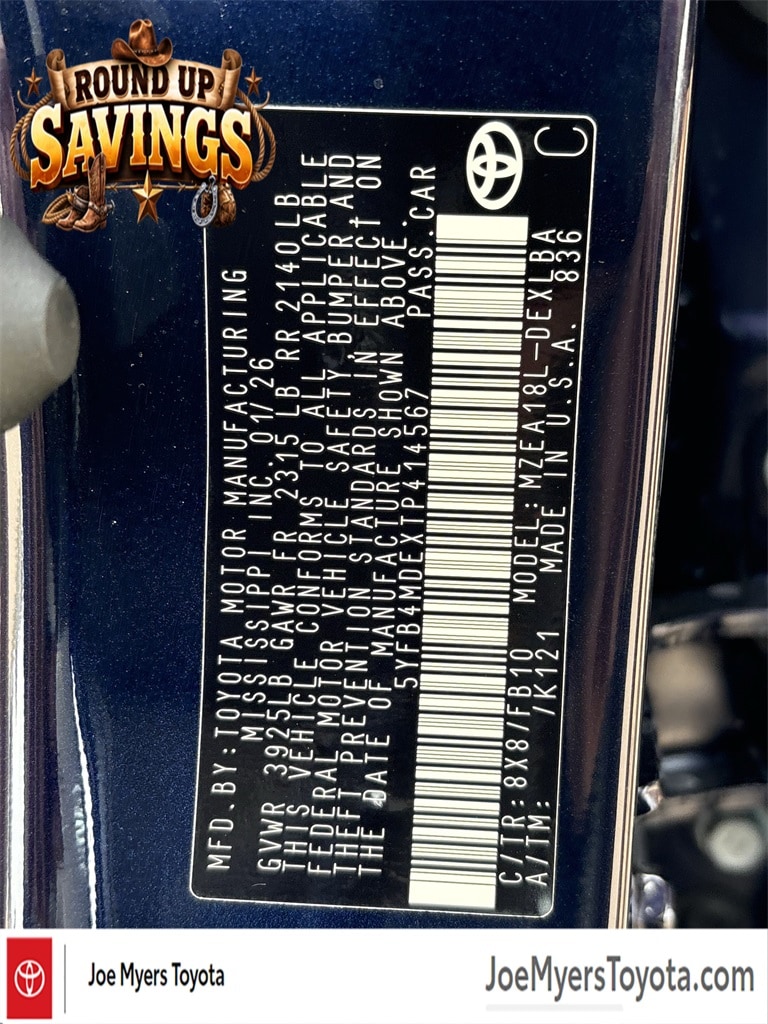 ROUND UP
SAVINGS
MFD.BY:TOYOTA MOTOR MANUFACTURING
MISSISSIPPI INC. 01/26
GVWR 3925LB GAWR FR 2315 LB RR 2140 LB
THIS VEHICLE CONFORMS TO ALL APPLICABLE
FEDERAL MOTOR VEHICLE SAFETY BUMPER AND
THEFT PREVENTION STANDARDS IN EFFECT ON
THE DATE OF MANUFACTURE SHOWN ABOVE.
5YFB4MDEXTP414567 PASS.CAR
C/TR:8X8/FB10 MODEL:MZEA18L-DEXLBA
A/TM: /K121 MADE IN U.S.A. 836
C
Joe Myers Toyota
JoeMyersToyota.com